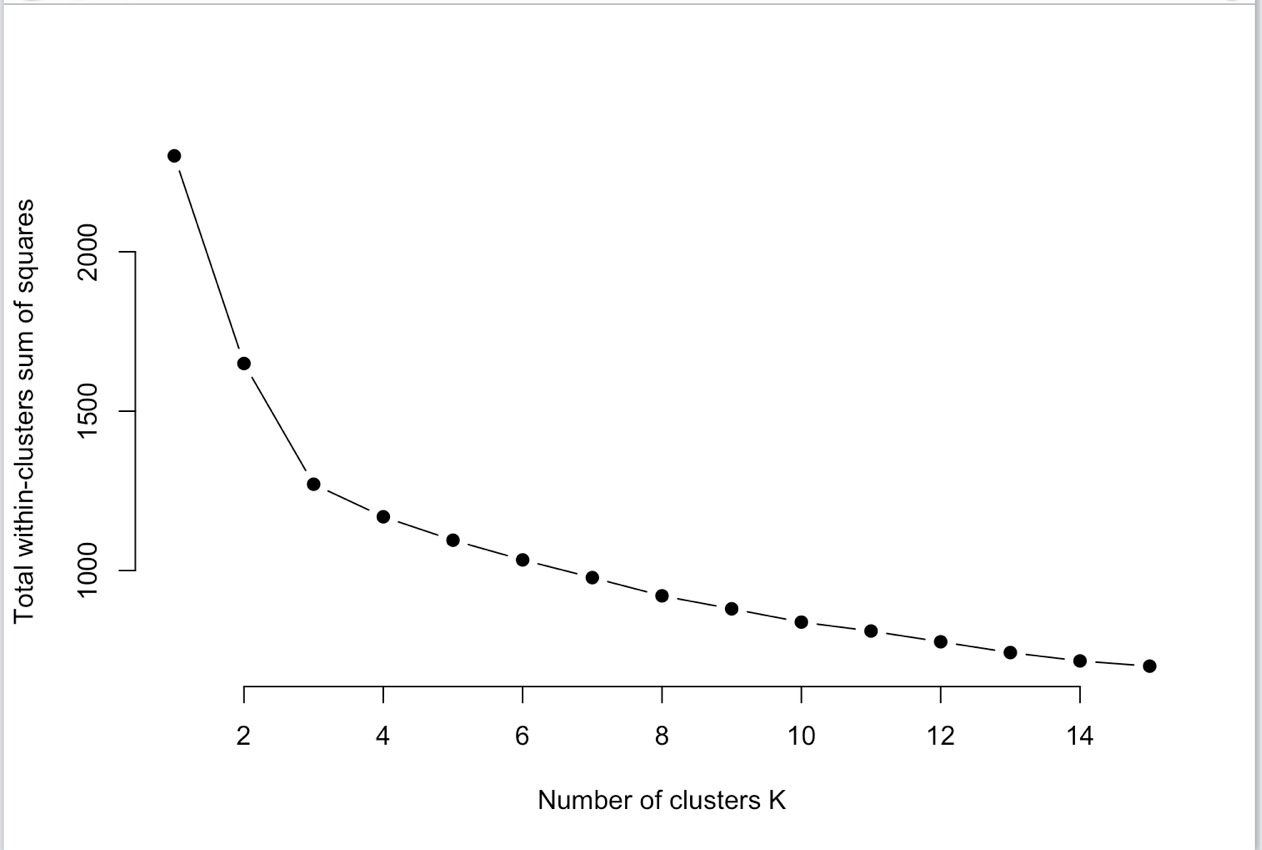 Total within-clusters sum of squares
2000
1500
1000
2 4 6 8 10 12 14
Number of clusters K